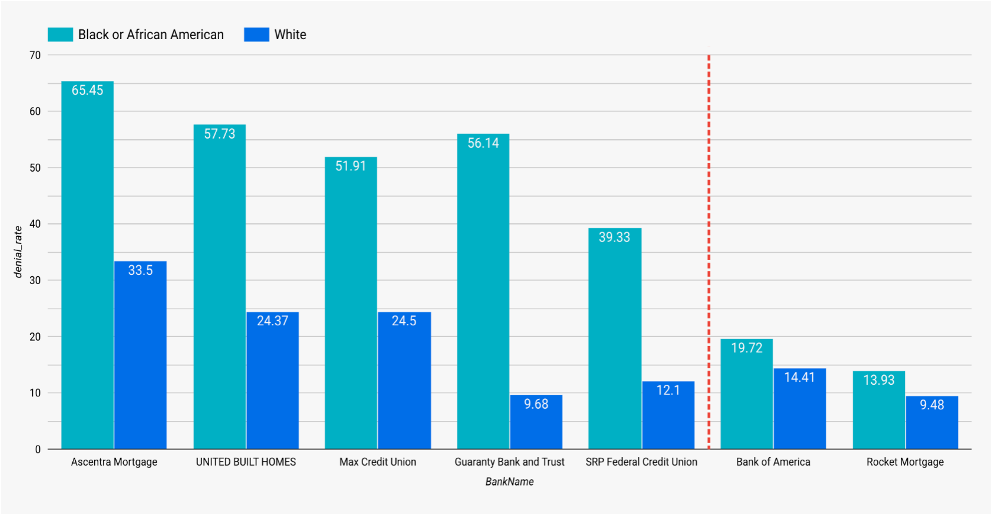 Black or African American White
70
60
50
40
30
20
10
0
denial_rate
65.45 33.5 57.73 24.37 51.91 24.5 56.14 9.68 39.33 12.1 19.72 14.41 13.93 9.48
Ascentra Mortgage UNITED BUILT HOMES Max Credit Union Guaranty Bank and Trust SRP Federal Credit Union Bank of America Rocket Mortgage
BankName